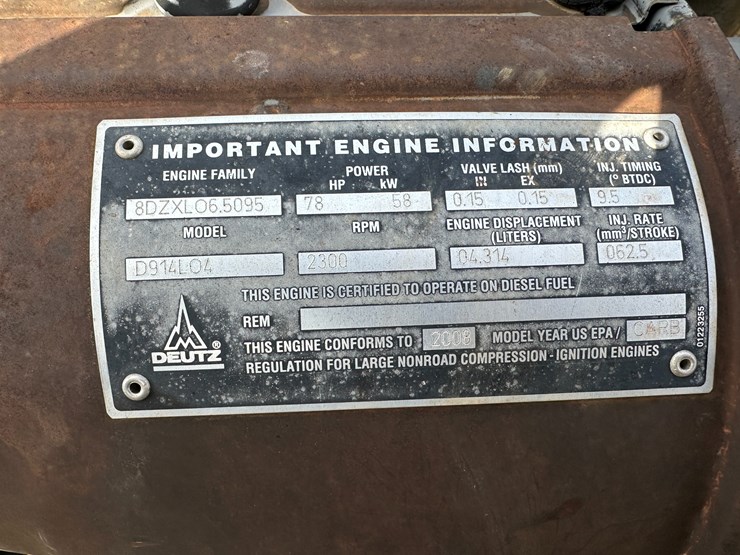 IMPORTANT ENGINE INFORMATION
ENGINE FAMILY POWER VALVE LASH (mm) INJ. TIMING
HP kW IN EX (° BTDC)
8DZXL06.5095 78 58 0.15 0.15 9.5
MODEL RPM ENGINE DISPLACEMENT INJ. RATE
(LITERS) (mm³/STROKE)
D914L04 2300 04.314 062.5
THIS ENGINE IS CERTIFIED TO OPERATE ON DIESEL FUEL
REM
DEUTZ®
THIS ENGINE CONFORMS TO 2008 MODEL YEAR US EPA / CARB
REGULATION FOR LARGE NONROAD COMPRESSION - IGNITION ENGINES
01223255